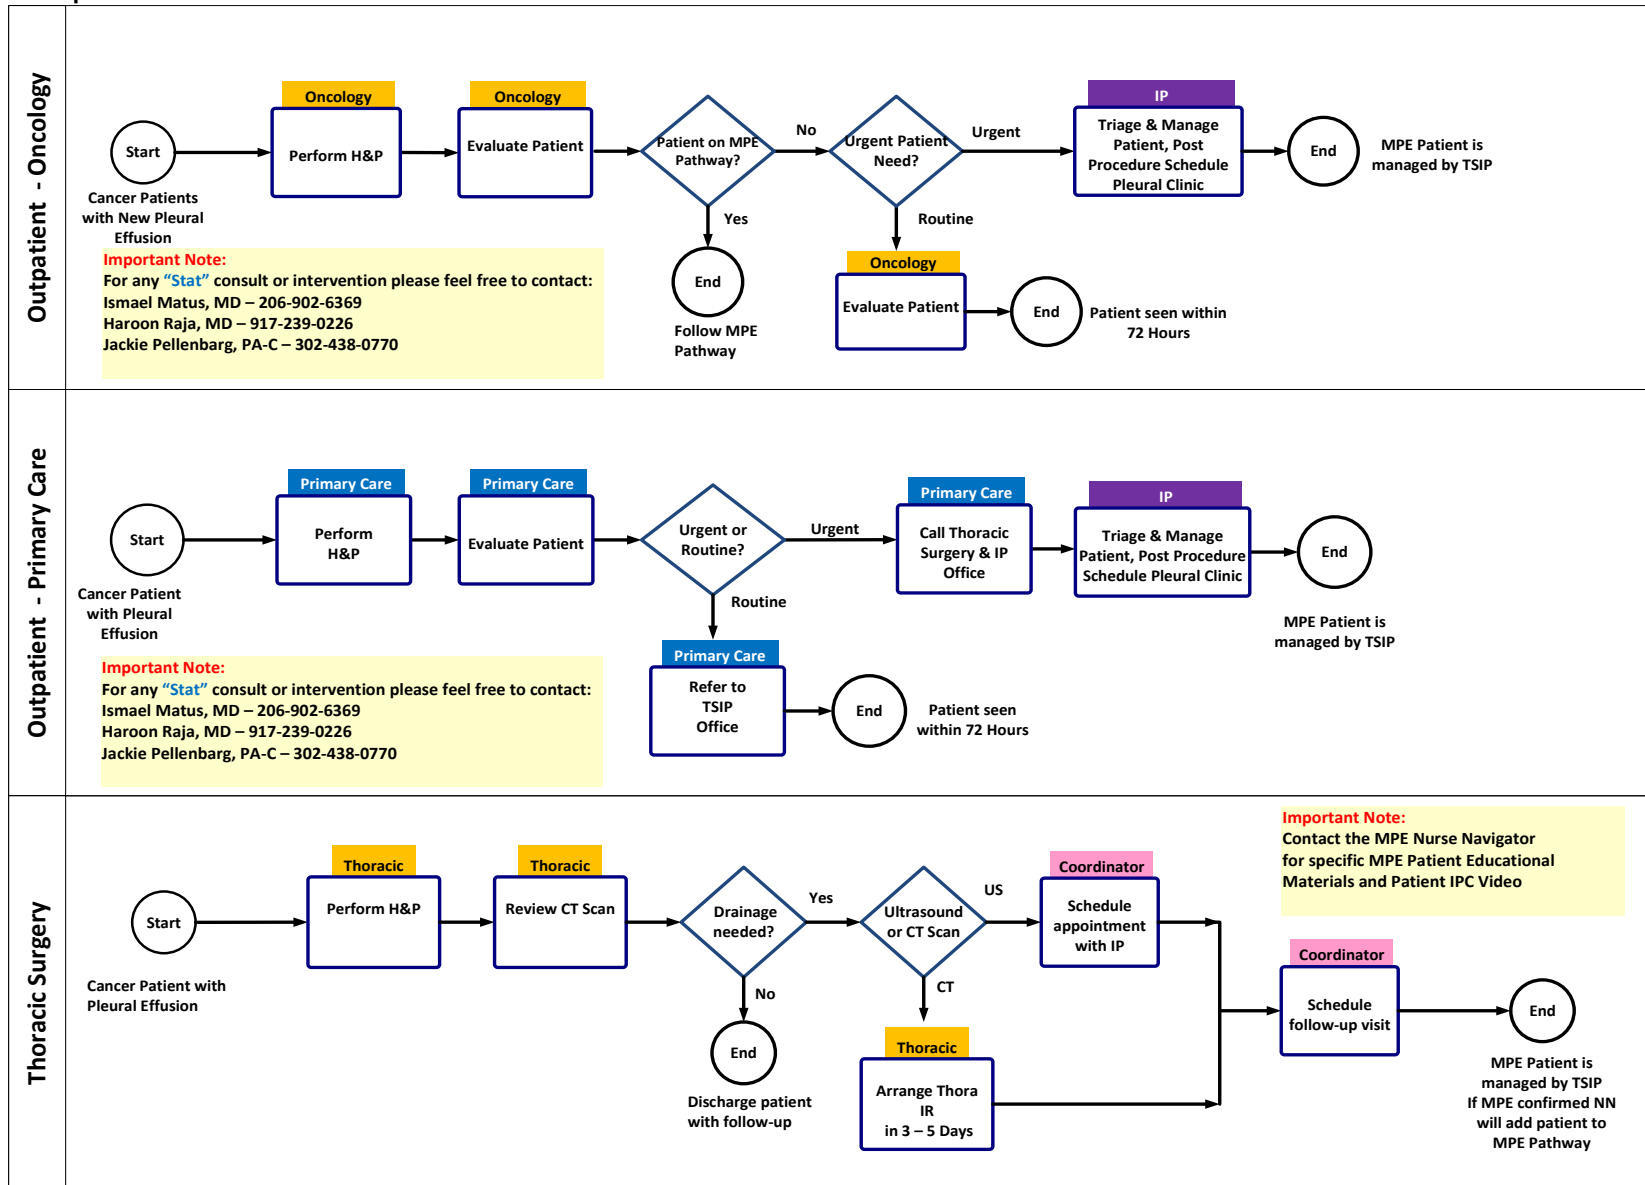 Outpatient - Oncology
Oncology
Oncology
IP
Start
Perform H&P
Evaluate Patient
Patient on MPE
Pathway?
No
Urgent Patient
Need?
Urgent
Triage & Manage
Patient, Post
Procedure Schedule
Pleural Clinic
End
MPE Patient is
managed by TSIP
Cancer Patients
with New Pleural
Effusion
Yes
Routine
End
Follow MPE
Pathway
Oncology
Evaluate Patient
End
Patient seen within
72 Hours
Important Note:
For any “Stat” consult or intervention please feel free to contact:
Ismael Matus, MD – 206-902-6369
Haroon Raja, MD – 917-239-0226
Jackie Pellenbarg, PA-C – 302-438-0770
Outpatient - Primary Care
Primary Care
Primary Care
Primary Care
IP
Start
Perform
H&P
Evaluate Patient
Urgent or
Routine?
Urgent
Call Thoracic
Surgery & IP
Office
Triage & Manage
Patient, Post Procedure
Schedule Pleural Clinic
End
Cancer Patient
with Pleural
Effusion
Routine
MPE Patient is
managed by TSIP
Primary Care
Refer to
TSIP
Office
End
Patient seen
within 72 Hours
Important Note:
For any “Stat” consult or intervention please feel free to contact:
Ismael Matus, MD – 206-902-6369
Haroon Raja, MD – 917-239-0226
Jackie Pellenbarg, PA-C – 302-438-0770
Thoracic Surgery
Important Note:
Contact the MPE Nurse Navigator
for specific MPE Patient Educational
Materials and Patient IPC Video
Thoracic
Thoracic
Coordinator
Start
Perform H&P
Review CT Scan
Drainage
needed?
Yes
Ultrasound
or CT Scan
US
Schedule
appointment
with IP
Cancer Patient with
Pleural Effusion
No
CT
Coordinator
Schedule
follow-up visit
End
End
Discharge patient
with follow-up
Thoracic
Arrange Thora
IR
in 3 – 5 Days
MPE Patient is
managed by TSIP
If MPE confirmed NN
will add patient to
MPE Pathway